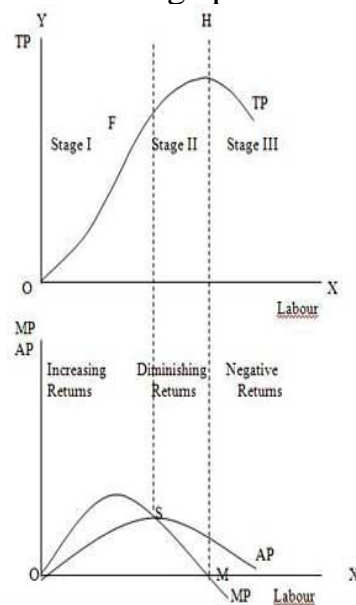 Y H
TP
F TP
Stage I Stage II Stage III
O X
Labour
MP
AP
Increasing Diminishing Negative
Returns Returns Returns
S
O M AP X
MP Labour